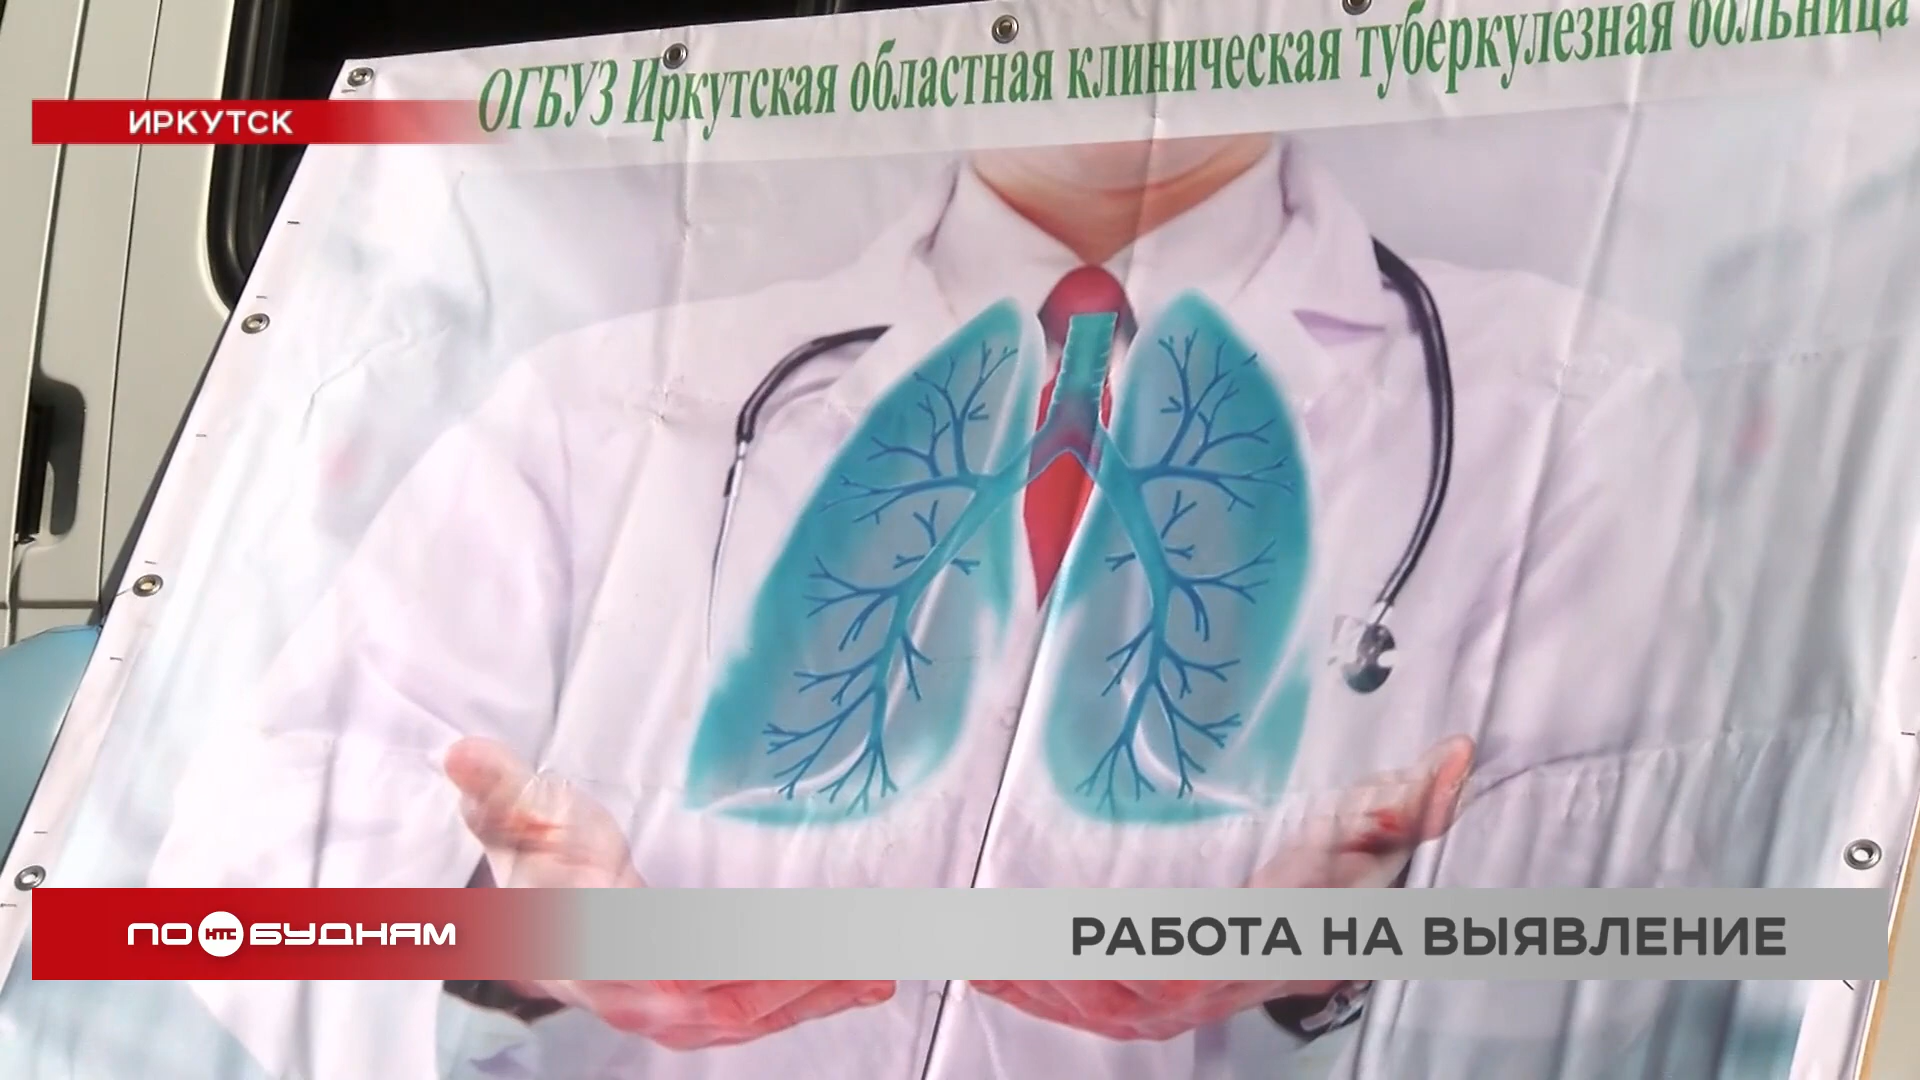 ОГБУЗ Иркутская областная клиническая туберкулезная больница
ИРКУТСК
ПО НТС БУДНЯМ
РАБОТА НА ВЫЯВЛЕНИЕ